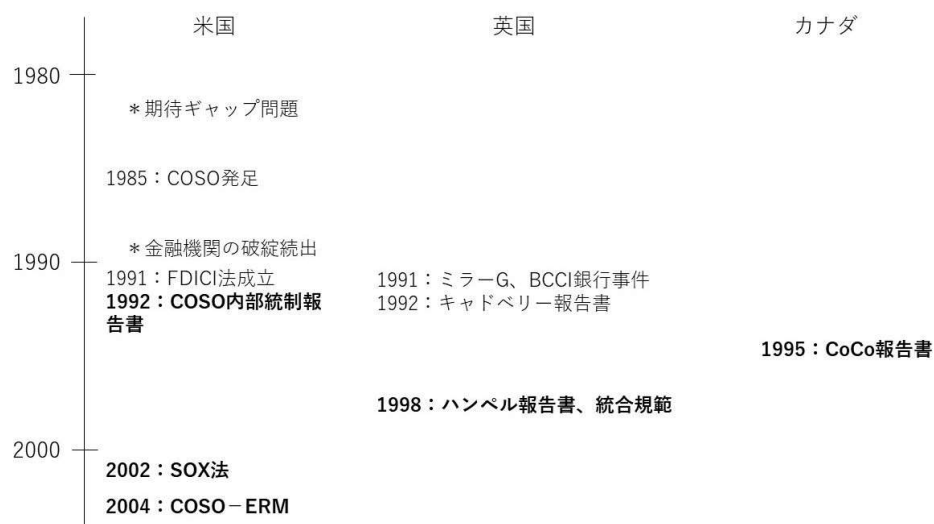 米国 英国 カナダ
1980
＊期待ギャップ問題
1985：COSO発足
＊金融機関の破綻続出
1990
1991：FDICI法成立
1992：COSO内部統制報
告書
1991：ミラーG、BCCI銀行事件
1992：キャドベリー報告書
1995：CoCo報告書
1998：ハンペル報告書、統合規範
2000
2002：SOX法
2004：COSO－ERM